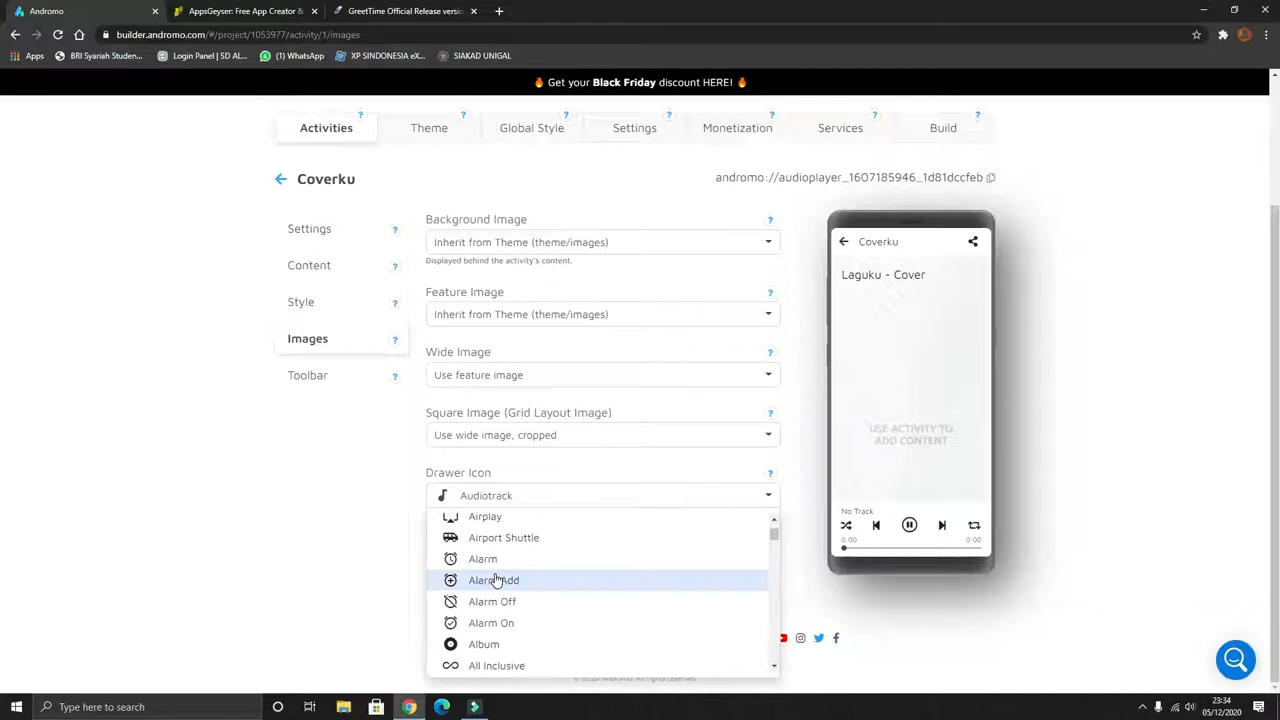 Andromo
AppsGeyser: Free App Creator &
GreetTime Official Release versio
builder.andromo.com/#/project/1053977/activity/1/images
Apps
BRI Syariah Studen...
Login Panel | SD AL...
(1) WhatsApp
XP SINDONESIA eX...
SIAKAD UNIGAL
Get your Black Friday discount HERE!
Activities ?
Theme ?
Global Style ?
Settings ?
Monetization ?
Services ?
Build ?
Coverku
andromo://audioplayer_1607185946_1d81dccfeb
Settings ?
Content ?
Style ?
Images ?
Toolbar ?
Background Image ?
Inherit from Theme (theme/images)
Displayed behind the activity's content.
Feature Image ?
Inherit from Theme (theme/images)
Wide Image ?
Use feature image
Square Image (Grid Layout Image) ?
Use wide image, cropped
Drawer Icon ?
Audiotrack
Airplay
Airport Shuttle
Alarm
Alarm Add
Alarm Off
Alarm On
Album
All Inclusive
Coverku
Laguku - Cover
USE ACTIVITY TO
ADD CONTENT
No Track
0:00
0:00
Type here to search
23:34
05/12/2020